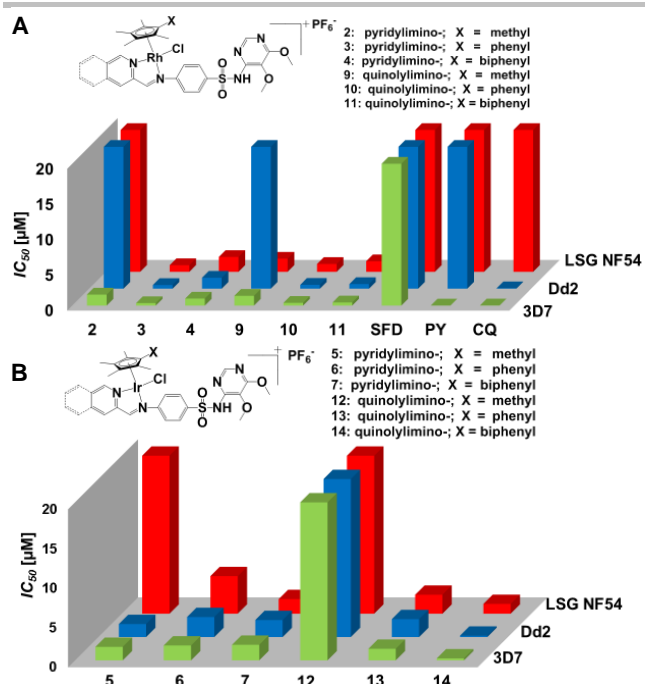 A
X
PF6-
+
Rh
Cl
N
N
S
O
O
NH
N
N
O
O
2: pyridylimino-; X = methyl
3: pyridylimino-; X = phenyl
4: pyridylimino-; X = biphenyl
9: quinolylimino-; X = methyl
10: quinolylimino-; X = phenyl
11: quinolylimino-; X = biphenyl
IC50 [µM]
20
15
10
5
0
2 3 4 9 10 11 SFD PY CQ
LSG NF54
Dd2
3D7
B
X
PF6-
+
Ir
Cl
N
N
S
O
O
NH
N
N
O
O
5: pyridylimino-; X = methyl
6: pyridylimino-; X = phenyl
7: pyridylimino-; X = biphenyl
12: quinolylimino-; X = methyl
13: quinolylimino-; X = phenyl
14: quinolylimino-; X = biphenyl
IC50 [µM]
20
15
10
5
0
5 6 7 12 13 14
LSG NF54
Dd2
3D7